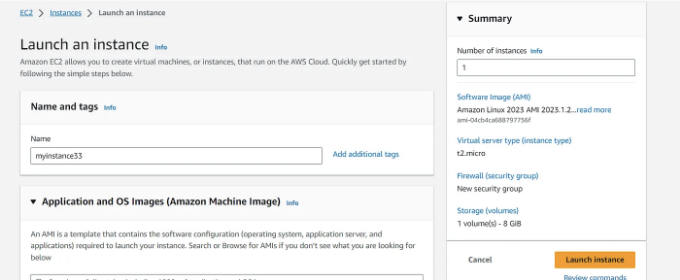 EC2 > Instances > Launch an instance
Launch an instance Info
Amazon EC2 allows you to create virtual machines, or instances, that run on the AWS Cloud. Quickly get started by
following the simple steps below.
Name and tags Info
Name
myinstance33
Add additional tags
▼ Application and OS Images (Amazon Machine Image) Info
An AMI is a template that contains the software configuration (operating system, application server, and
applications) required to launch your instance. Search or Browse for AMIs if you don't see what you are looking for
below
▼ Summary
Number of instances Info
1
Software Image (AMI)
Amazon Linux 2023 AMI 2023.1.2...read more
ami-04cb4ca688797756f
Virtual server type (instance type)
t2.micro
Firewall (security group)
New security group
Storage (volumes)
1 volume(s) - 8 GiB
Cancel
Launch instance
Review commands